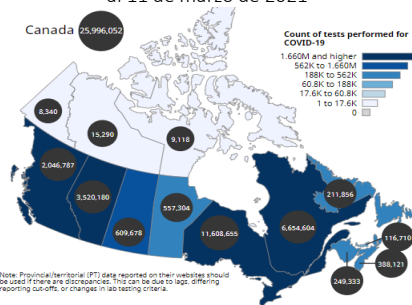 al 11 de marzo de 2021
Canada 25,996,052
Count of tests performed for
COVID-19
1.660M and higher
562K to 1.660M
188K to 562K
60.8K to 188K
17.6K to 60.8K
1 to 17.6K
0
8,340
15,290
9,118
2,046,787
3,520,180
609,678
557,304
11,608,655
6,654,604
211,856
116,710
388,121
249,333
Note: Provincial/territorial (PT) data reported on their websites should
be used if there are discrepancies. This can be due to lags, differing
reporting cut-offs, or changes in lab testing criteria.